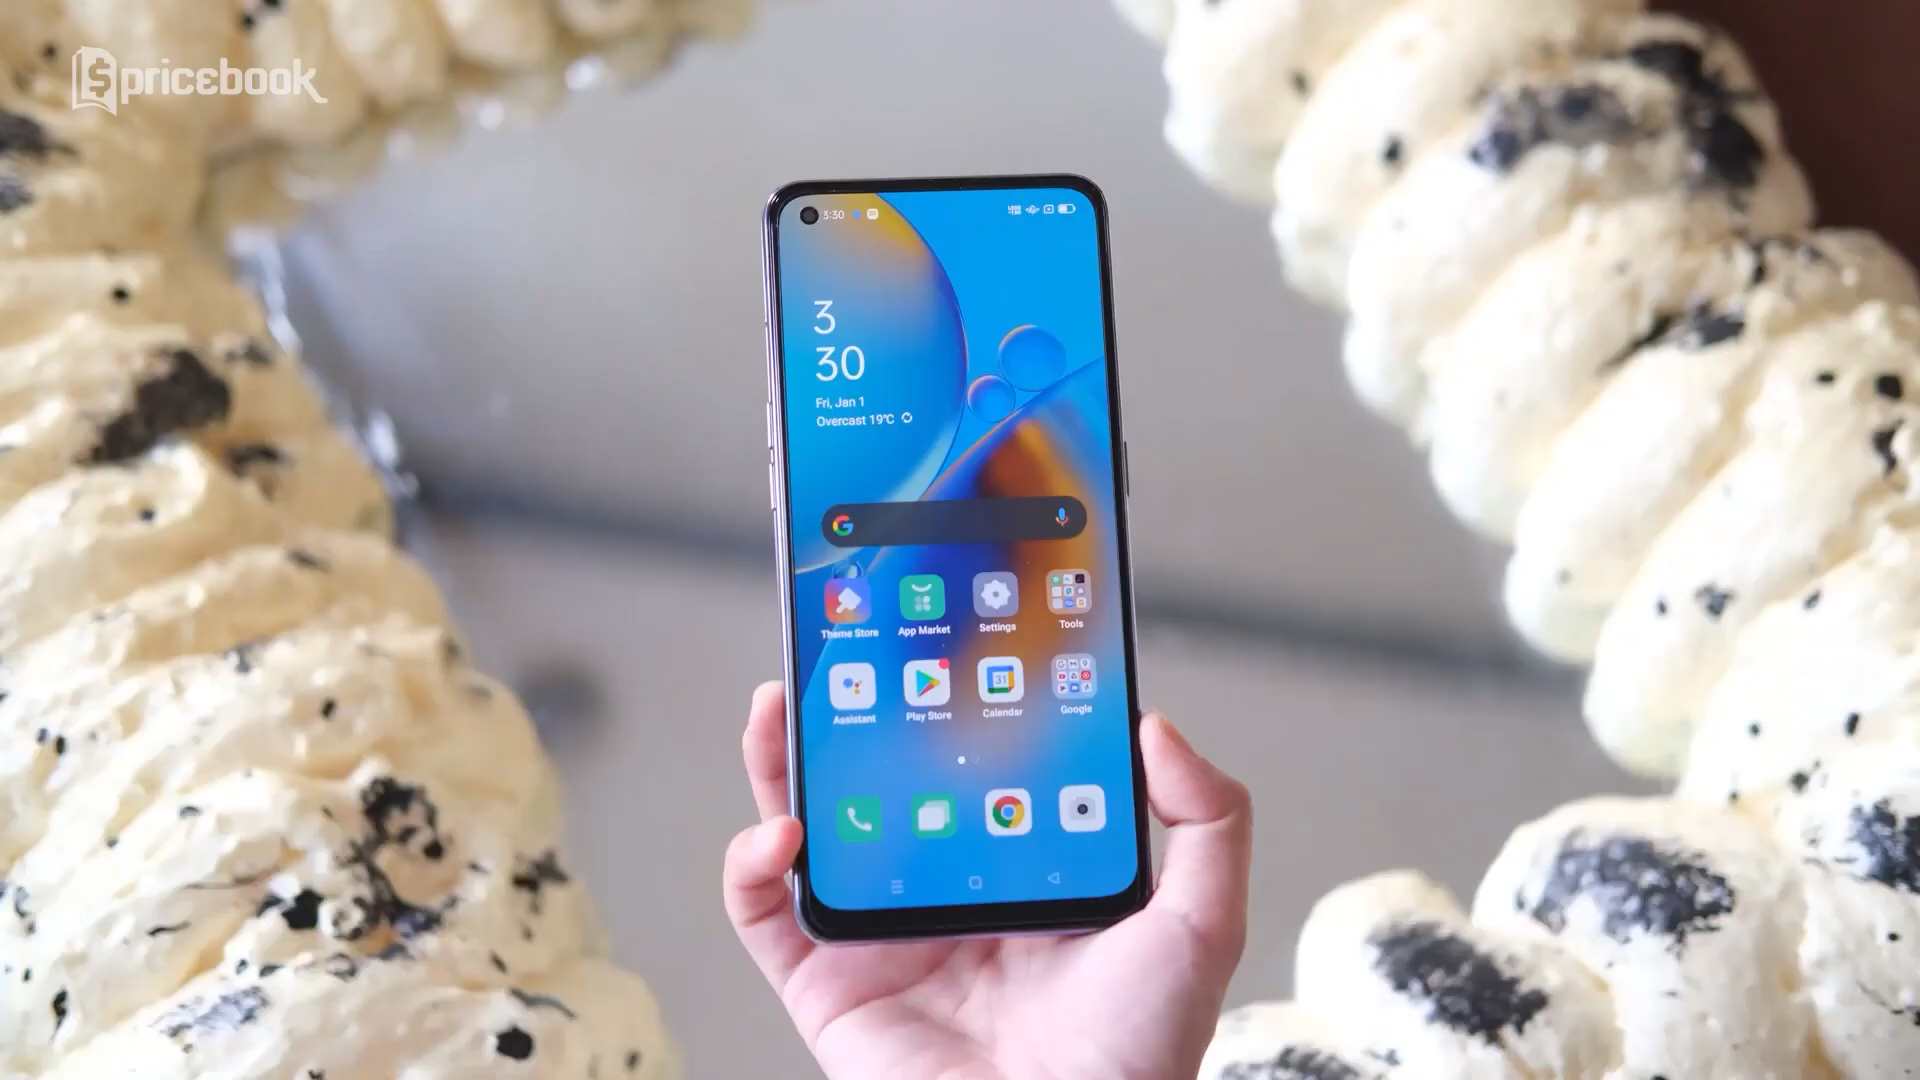 pricebook
3:30
3
30
Fri, Jan 1
Overcast 19°C
Theme Store
App Market
Settings
Tools
Assistant
Play Store
31
Calendar
Google